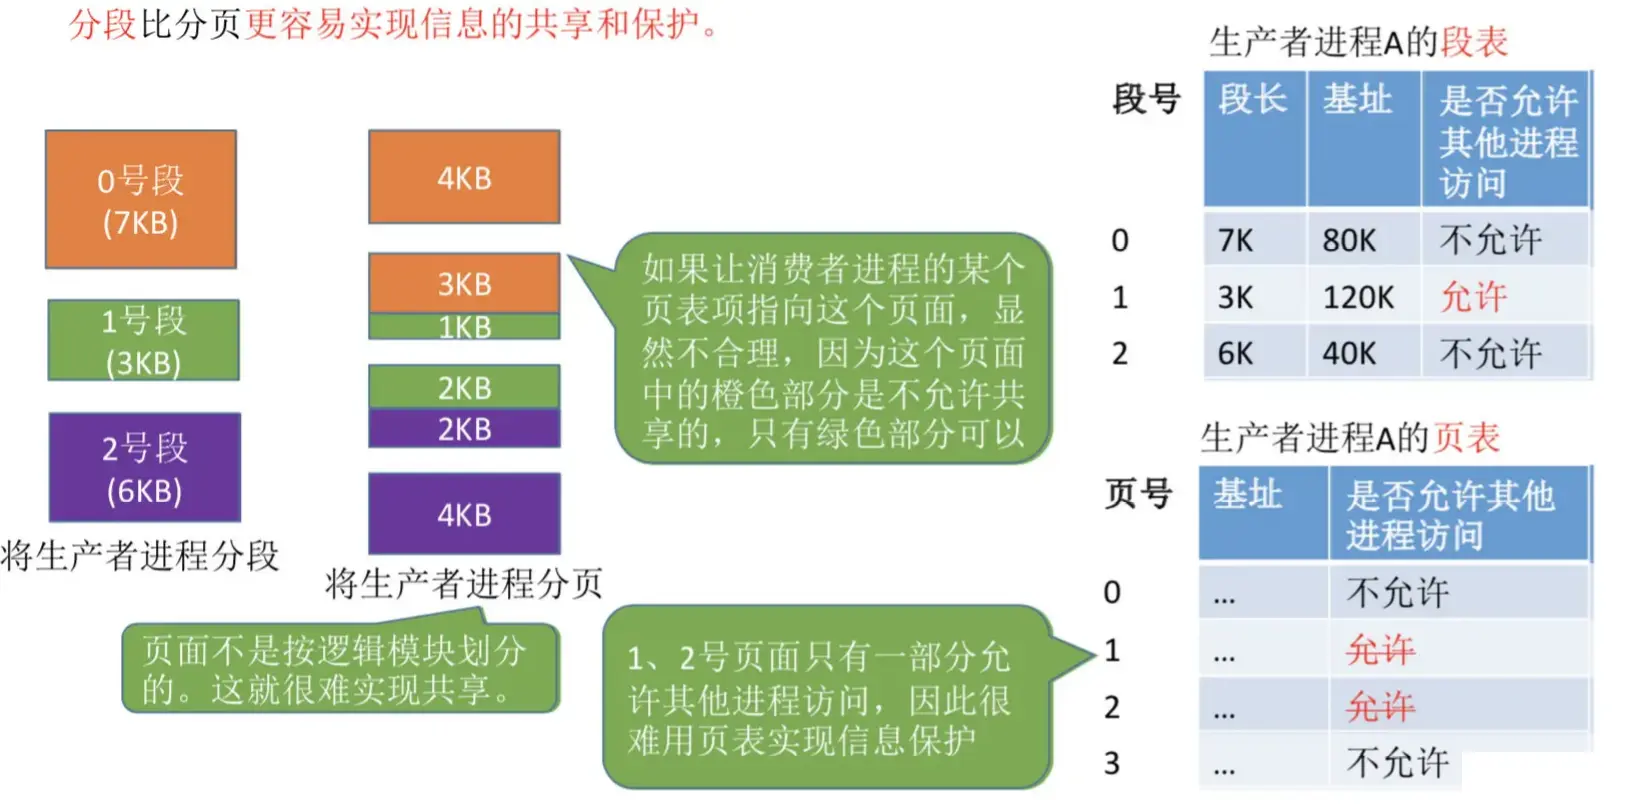 分段比分页更容易实现信息的共享和保护。
0号段
(7KB)
1号段
(3KB)
2号段
(6KB)
将生产者进程分段
4KB
3KB
1KB
2KB
2KB
4KB
将生产者进程分页
如果让消费者进程的某个
页表项指向这个页面，显
然不合理，因为这个页面
中的橙色部分是不允许共
享的，只有绿色部分可以
页面不是按逻辑模块划分
的。这就很难实现共享。
1、2号页面只有一部分允
许其他进程访问，因此很
难用页表实现信息保护
生产者进程A的段表
段号 段长 基址 是否允许
其他进程
访问
0 7K 80K 不允许
1 3K 120K 允许
2 6K 40K 不允许
生产者进程A的页表
页号 基址 是否允许其他
进程访问
0 ... 不允许
1 ... 允许
2 ... 允许
3 ... 不允许